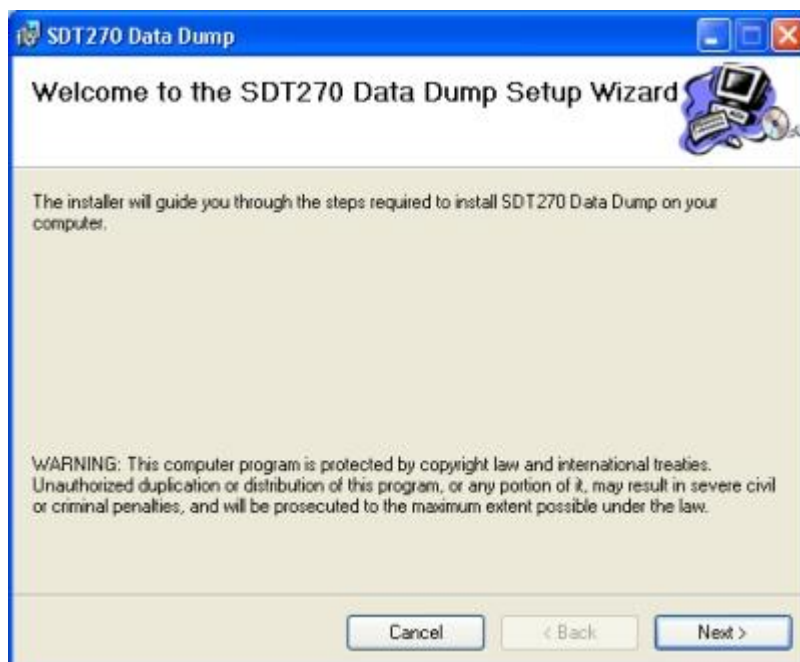 SDT270 Data Dump
Welcome to the SDT270 Data Dump Setup Wizard
The installer will guide you through the steps required to install SDT270 Data Dump on your
computer.
WARNING: This computer program is protected by copyright law and international treaties.
Unauthorized duplication or distribution of this program, or any portion of it, may result in severe civil
or criminal penalties, and will be prosecuted to the maximum extent possible under the law.
Cancel
< Back
Next >